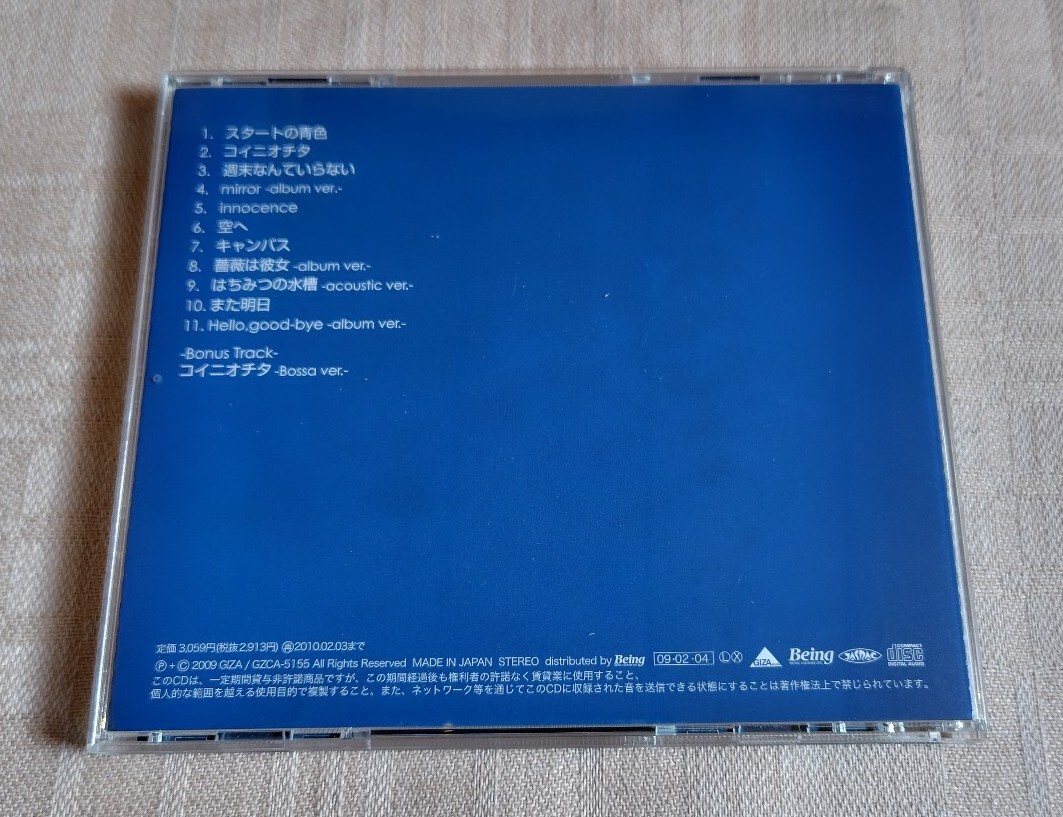 1. スタートの青色
2. コイニオチタ
3. 週末なんていらない
4. mirror -album ver.-
5. innocence
6. 空へ
7. キャンバス
8. 薔薇は彼女 -album ver.-
9. はちみつの水槽 -acoustic ver.-
10. また明日
11. Hello,good-bye -album ver.-
-Bonus Track-
コイニオチタ -Bossa ver.-
定価 3,059円(税抜2,913円) 再2010.02.03まで
Ⓟ+Ⓒ 2009 GIZA / GZCA-5155 All Rights Reserved MADE IN JAPAN STEREO distributed by Being 09・02・04 ⓁⓍ GIZA Being JASRAC COMPACT disc DIGITAL AUDIO
このCDは、一定期間貸与非許諾商品ですが、この期間経過後も権利者の許諾なく賃貸業に使用すること、
個人的な範囲を越える使用目的で複製すること、また、ネットワーク等を通じてこのCDに収録された音を送信できる状態にすることは著作権法上で禁じられています。